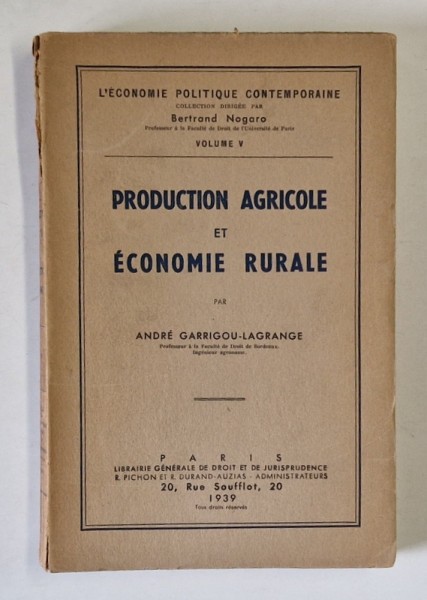 L'ÉCONOMIE POLITIQUE CONTEMPORAINE
COLLECTION DIRIGÉE PAR
Bertrand Nogaro
Professeur à la Faculté de Droit de l'Université de Paris
VOLUME V
PRODUCTION AGRICOLE
ET
ÉCONOMIE RURALE
PAR
ANDRÉ GARRIGOU-LAGRANGE
Professeur à la Faculté de Droit de Bordeaux.
Ingénieur agronome.
PARIS
LIBRAIRIE GÉNÉRALE DE DROIT ET DE JURISPRUDENCE
R. PICHON ET R. DURAND-AUZIAS - ADMINISTRATEURS
20, Rue Soufflot, 20
1939
Tous droits réservés